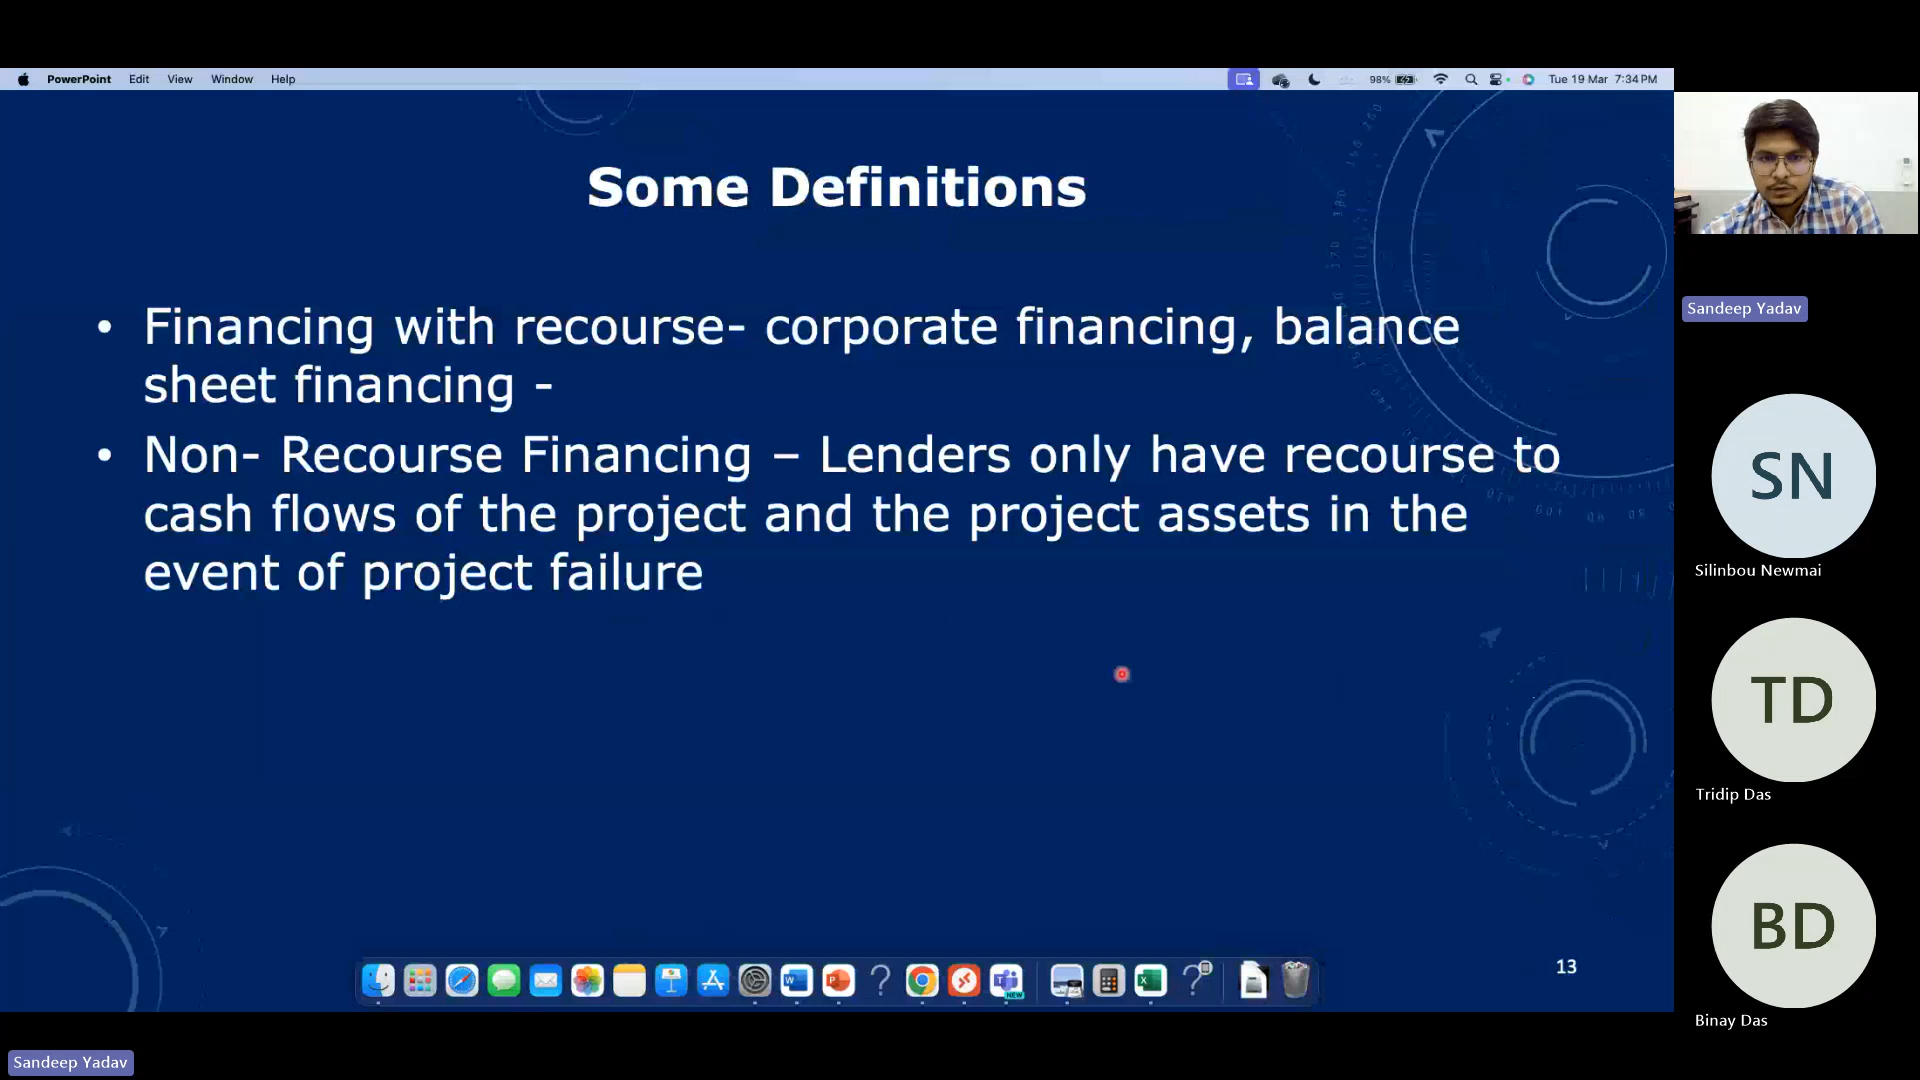 PowerPoint Edit View Window Help
98% Tue 19 Mar 7:34 PM
Some Definitions
• Financing with recourse- corporate financing, balance
sheet financing -
• Non- Recourse Financing – Lenders only have recourse to
cash flows of the project and the project assets in the
event of project failure
13
NEW
Sandeep Yadav
SN
Silinbou Newmai
TD
Tridip Das
BD
Binay Das
Sandeep Yadav